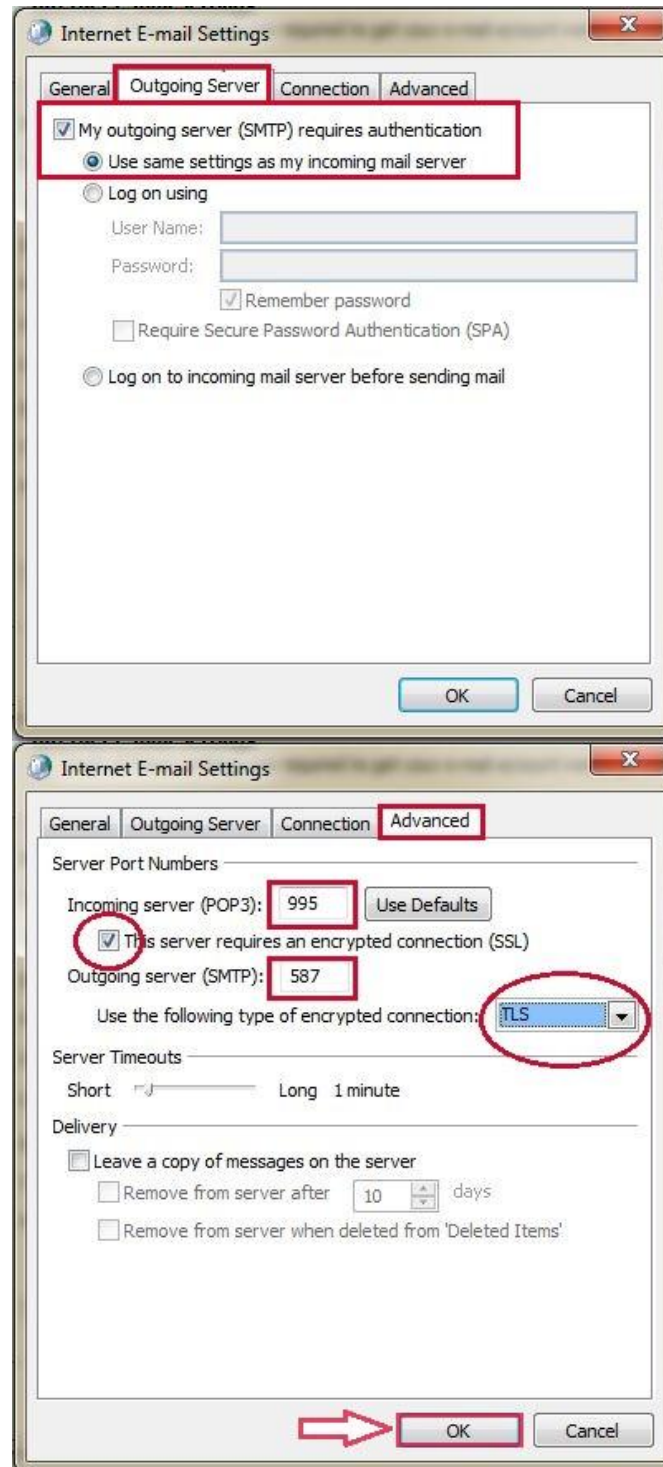 Internet E-mail Settings
X
General Outgoing Server Connection Advanced
My outgoing server (SMTP) requires authentication
Use same settings as my incoming mail server
Log on using
User Name:
Password:
Remember password
Require Secure Password Authentication (SPA)
Log on to incoming mail server before sending mail
OK Cancel
Internet E-mail Settings
X
General Outgoing Server Connection Advanced
Server Port Numbers
Incoming server (POP3): 995 Use Defaults
This server requires an encrypted connection (SSL)
Outgoing server (SMTP): 587
Use the following type of encrypted connection: TLS
Server Timeouts
Short Long 1 minute
Delivery
Leave a copy of messages on the server
Remove from server after 10 days
Remove from server when deleted from 'Deleted Items'
OK Cancel